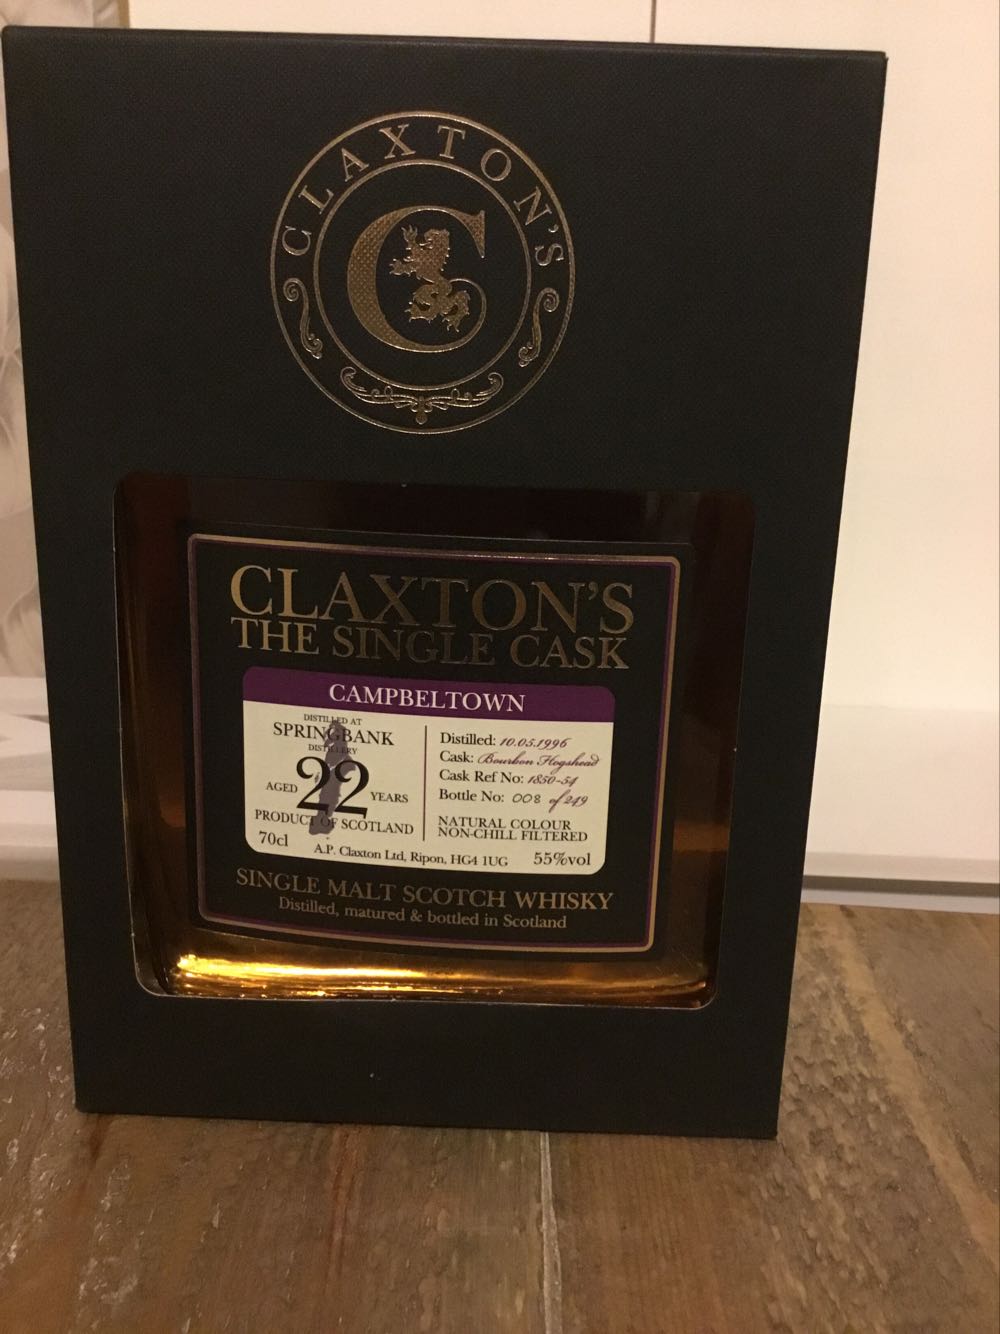 CLAXTON'S
C
CLAXTON'S
THE SINGLE CASK
CAMPBELTOWN
DISTILLED AT
SPRINGBANK
DISTILLERY
AGED 22 YEARS
PRODUCT OF SCOTLAND
70cl
Distilled: 10.05.1996
Cask: Bourbon Hogshead
Cask Ref No: 1850-54
Bottle No: 008 of 249
NATURAL COLOUR
NON-CHILL FILTERED
A.P. Claxton Ltd, Ripon, HG4 1UG
55%vol
SINGLE MALT SCOTCH WHISKY
Distilled, matured & bottled in Scotland